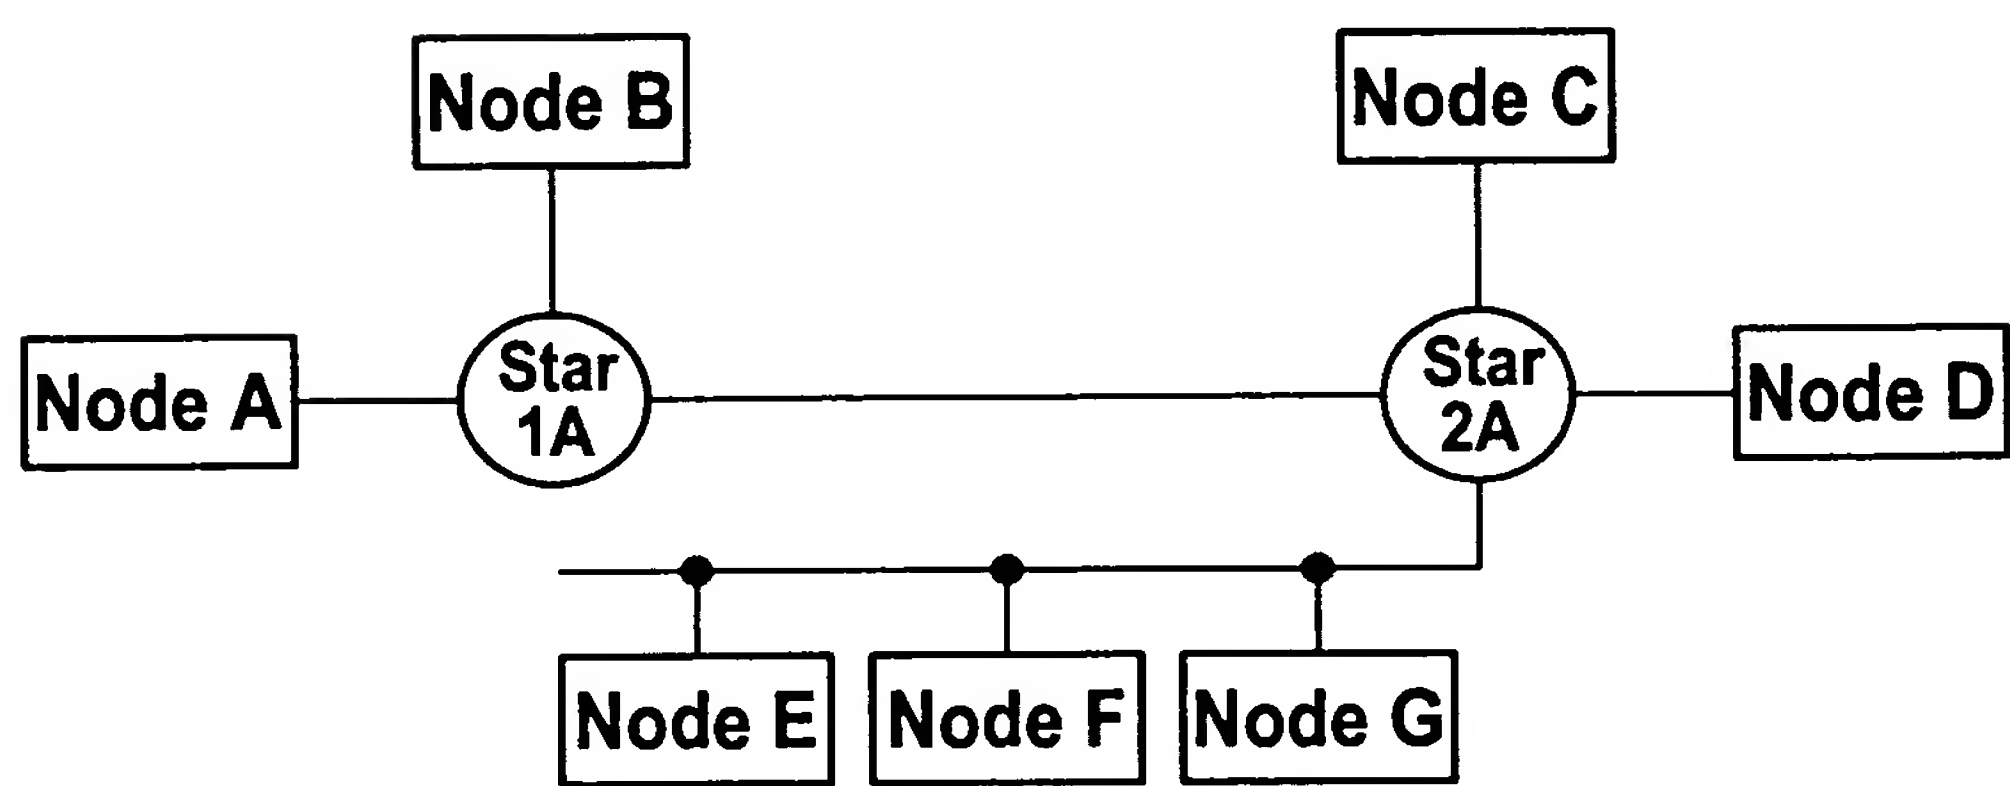 Node B
Node C
Node A
Star
1A
Star
2A
Node D
Node E
Node F
Node G